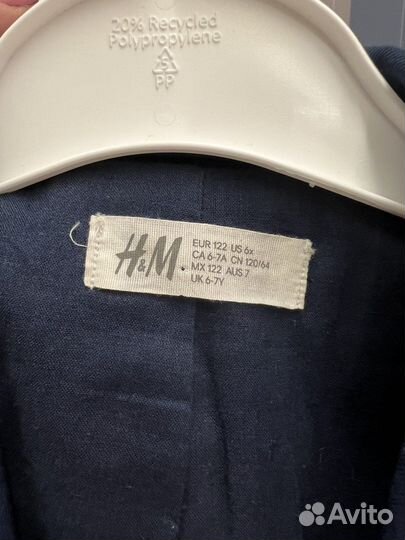 20% Recycled
Polypropylene
5
PP
H&M
EUR 122 US 6x
CA 6-7A CN 120/64
MX 122 AUS 7
UK 6-7Y
Avito